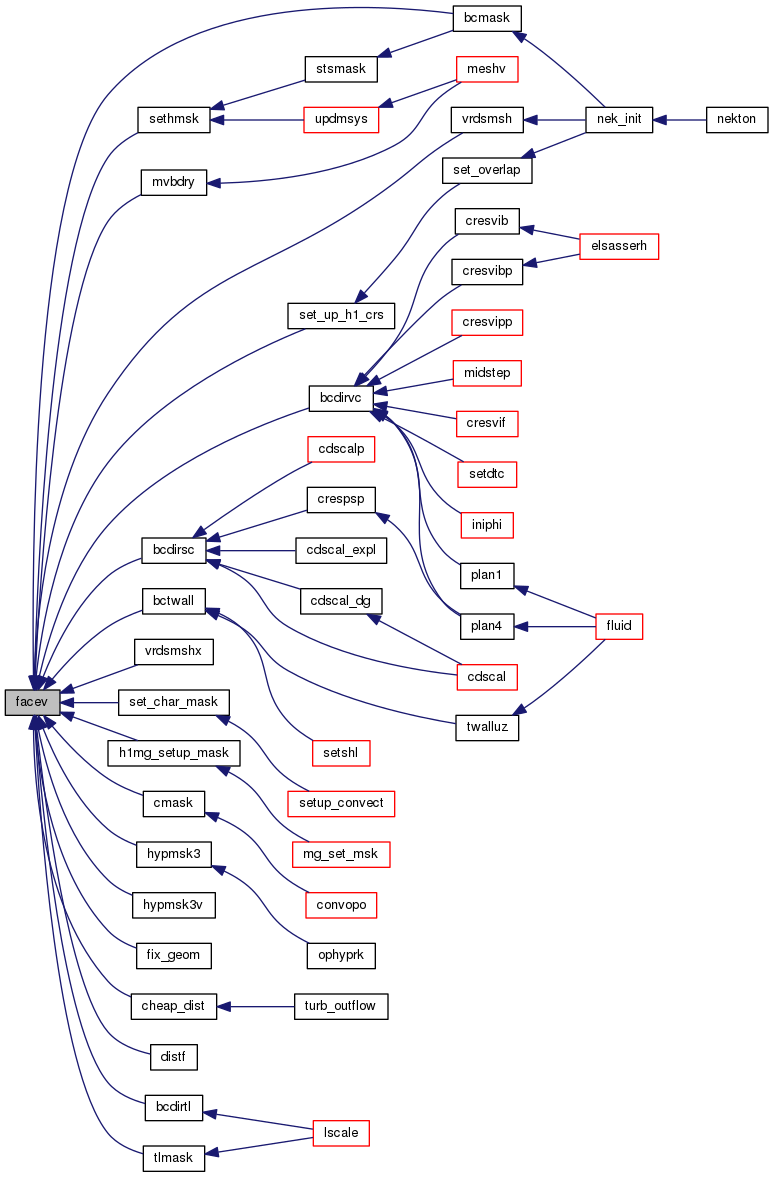 bcmask
stsmask
meshv
sethmsk
updmsys
vrdsmsh
nek_init
nekton
mvbdry
set_overlap
cresvib
elsasserh
cresvibp
set_up_h1_crs
cresvipp
midstep
bcdirvc
cresvif
cdscalp
setdtc
crespsp
iniphi
bcdirsc
cdscal_expl
plan1
bctwall
cdscal_dg
plan4
fluid
vrdsmshx
cdscal
facev
set_char_mask
twalluz
h1mg_setup_mask
setshl
cmask
setup_convect
hypmsk3
mg_set_msk
hypmsk3v
convopo
fix_geom
ophyprk
cheap_dist
turb_outflow
distf
bcdirtl
lscale
tlmask